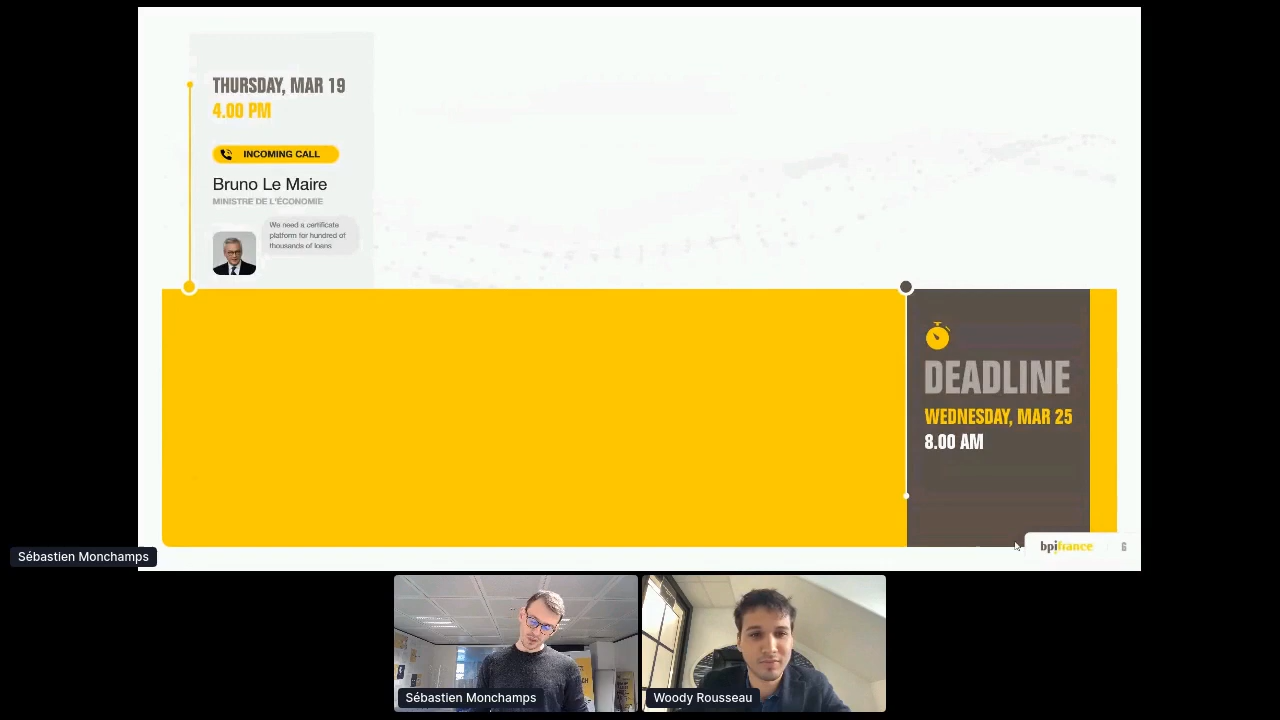 THURSDAY, MAR 19
4.00 PM
INCOMING CALL
Bruno Le Maire
MINISTRE DE L'ÉCONOMIE
We need a certificate
platform for hundred of
thousands of loans
DEADLINE
WEDNESDAY, MAR 25
8.00 AM
bpifrance
6
Sébastien Monchamps
Sébastien Monchamps
Woody Rousseau